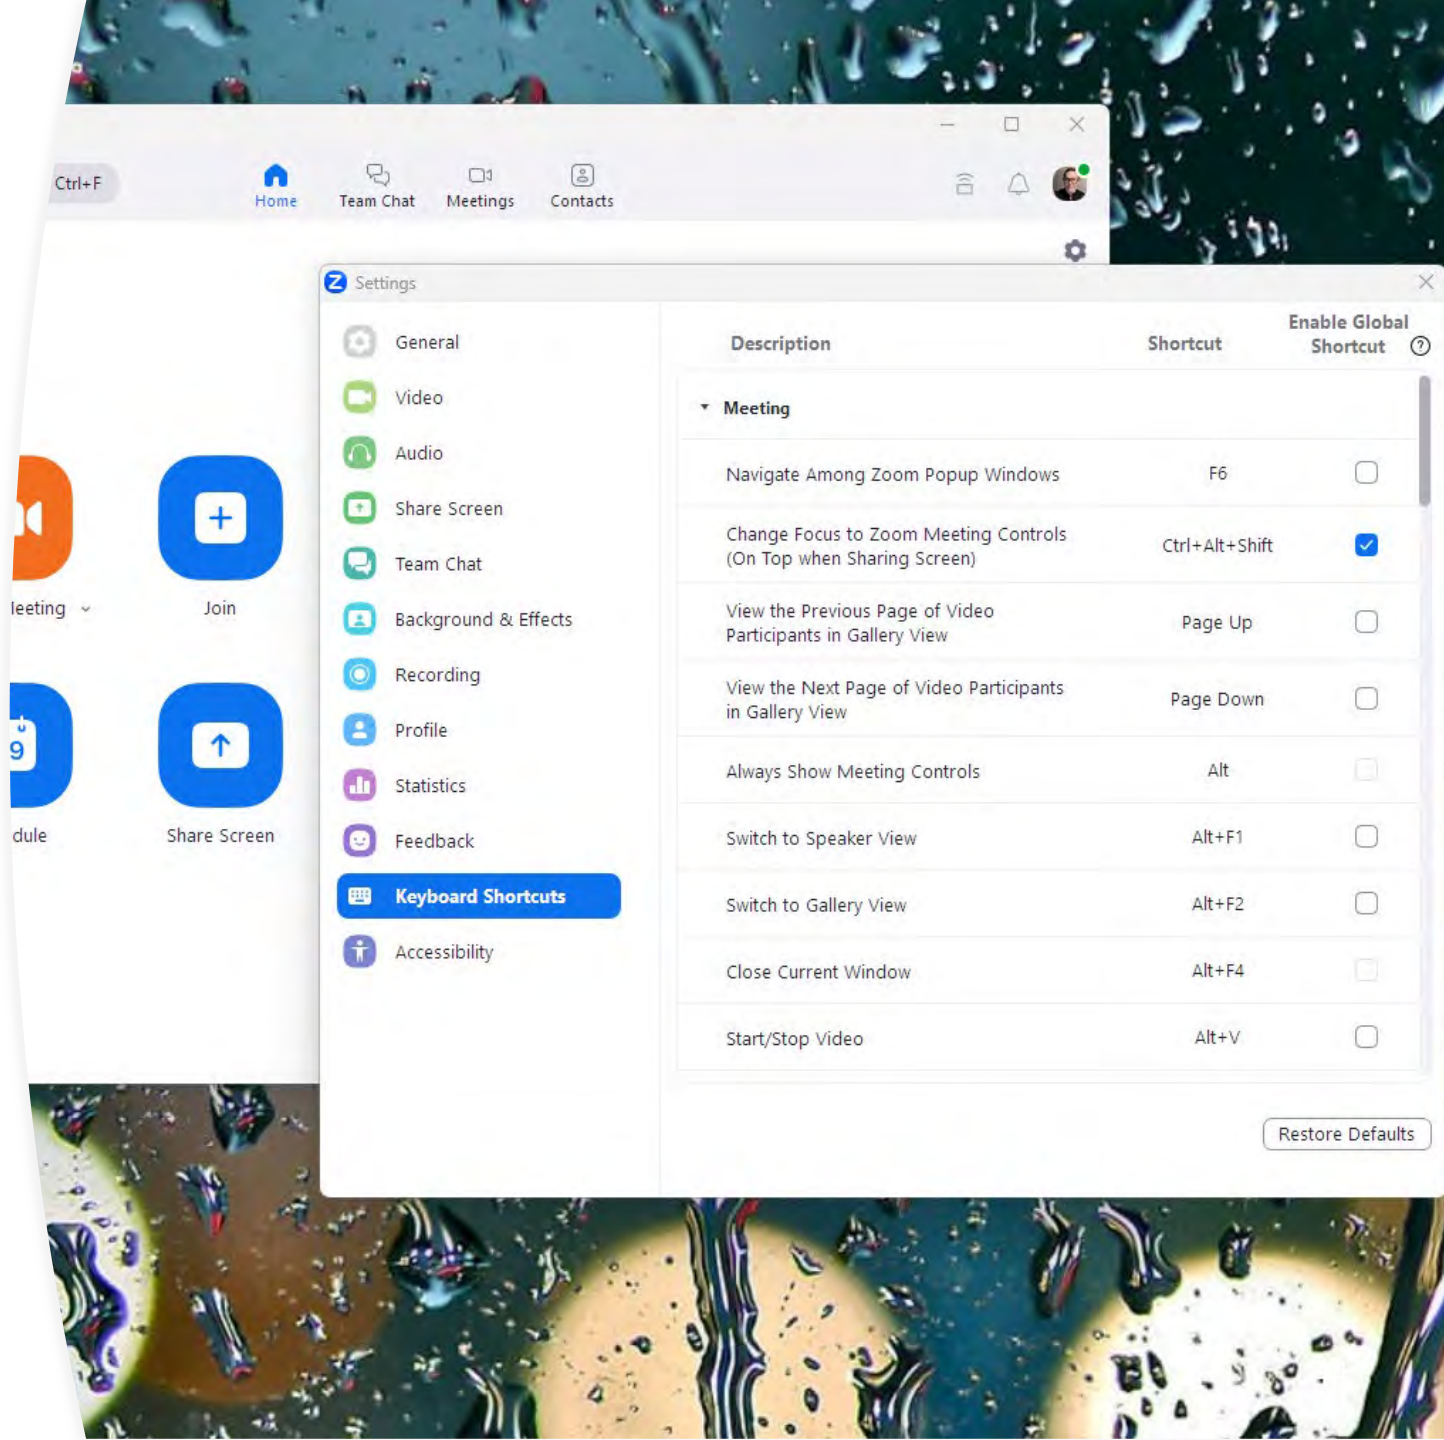 Ctrl+F
Home
Team Chat
Meetings
Contacts
Settings
General
Video
Audio
Share Screen
Team Chat
Background & Effects
Recording
Profile
Statistics
Feedback
Keyboard Shortcuts
Accessibility
leeting
Join
9
dule
Share Screen
Description
Shortcut
Enable Global
Shortcut ?
Meeting
Navigate Among Zoom Popup Windows
F6
Change Focus to Zoom Meeting Controls
(On Top when Sharing Screen)
Ctrl+Alt+Shift
View the Previous Page of Video
Participants in Gallery View
Page Up
View the Next Page of Video Participants
in Gallery View
Page Down
Always Show Meeting Controls
Alt
Switch to Speaker View
Alt+F1
Switch to Gallery View
Alt+F2
Close Current Window
Alt+F4
Start/Stop Video
Alt+V
Restore Defaults